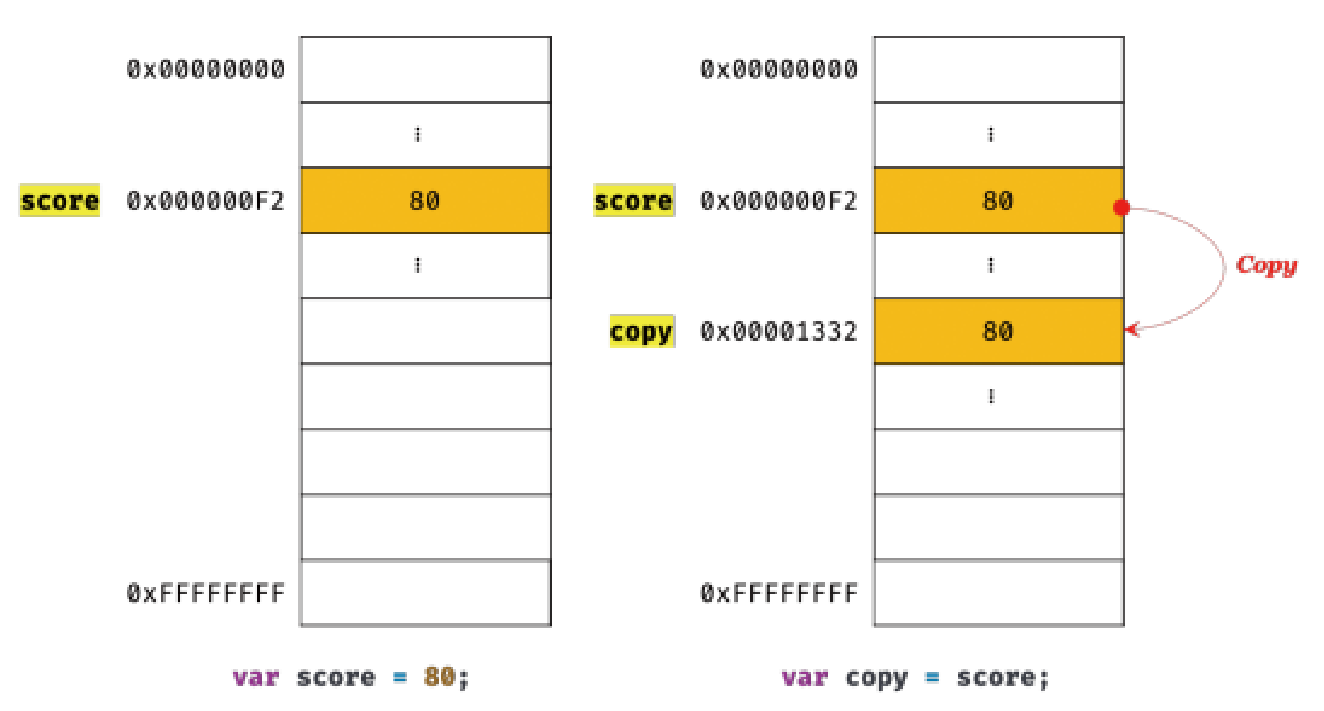 0x00000000
⋮
score 0x000000F2 80
⋮
0xFFFFFFFF
var score = 80;
0x00000000
⋮
score 0x000000F2 80
⋮
Copy
copy 0x00001332 80
⋮
0xFFFFFFFF
var copy = score;